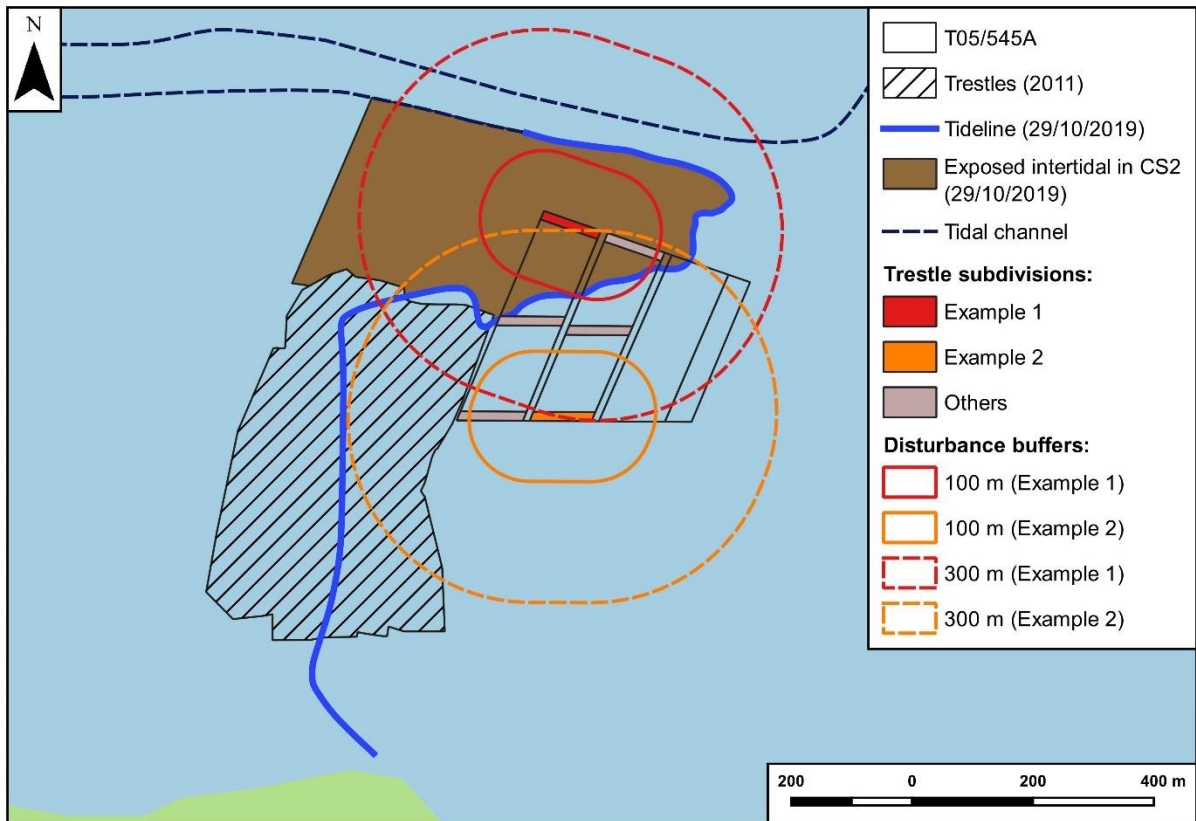 N
T05/545A
Trestles (2011)
Tideline (29/10/2019)
Exposed intertidal in CS2
(29/10/2019)
Tidal channel
Trestle subdivisions:
Example 1
Example 2
Others
Disturbance buffers:
100 m (Example 1)
100 m (Example 2)
300 m (Example 1)
300 m (Example 2)
200 0 200 400 m